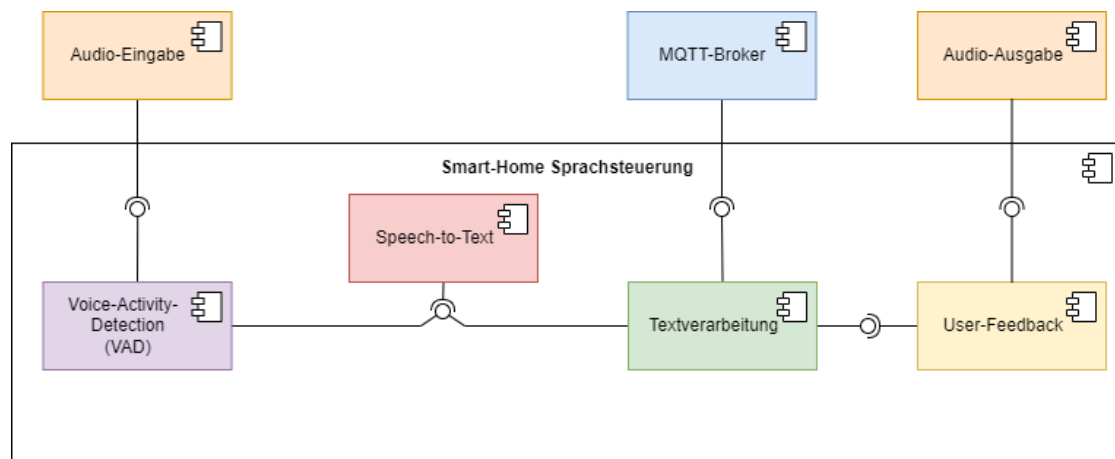 Audio-Eingabe
MQTT-Broker
Audio-Ausgabe
Smart-Home Sprachsteuerung
Speech-to-Text
Voice-Activity-
Detection
(VAD)
Textverarbeitung
User-Feedback